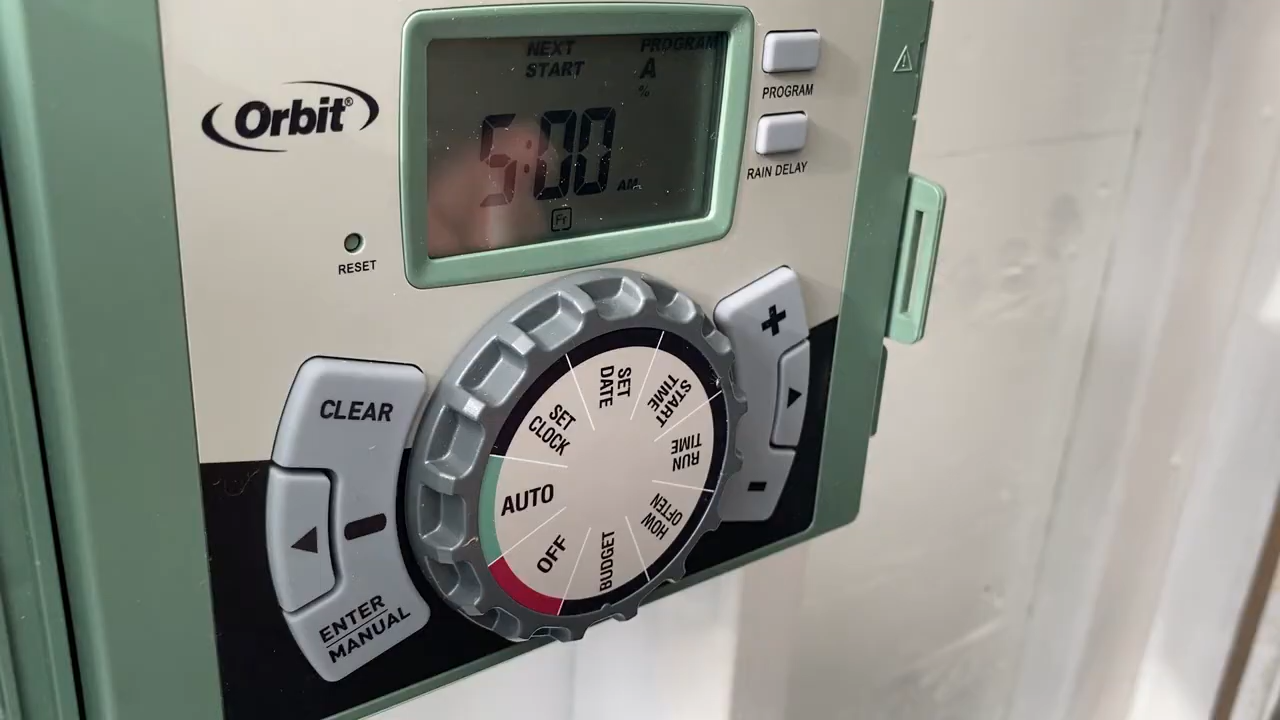 NEXT
START
PROGRAM
A
%
5:00 AM
Fr
Orbit®
PROGRAM
RAIN DELAY
RESET
CLEAR
ENTER
MANUAL
SET
DATE
START
TIME
RUN
TIME
HOW
OFTEN
BUDGET
OFF
AUTO
SET
CLOCK
+
-